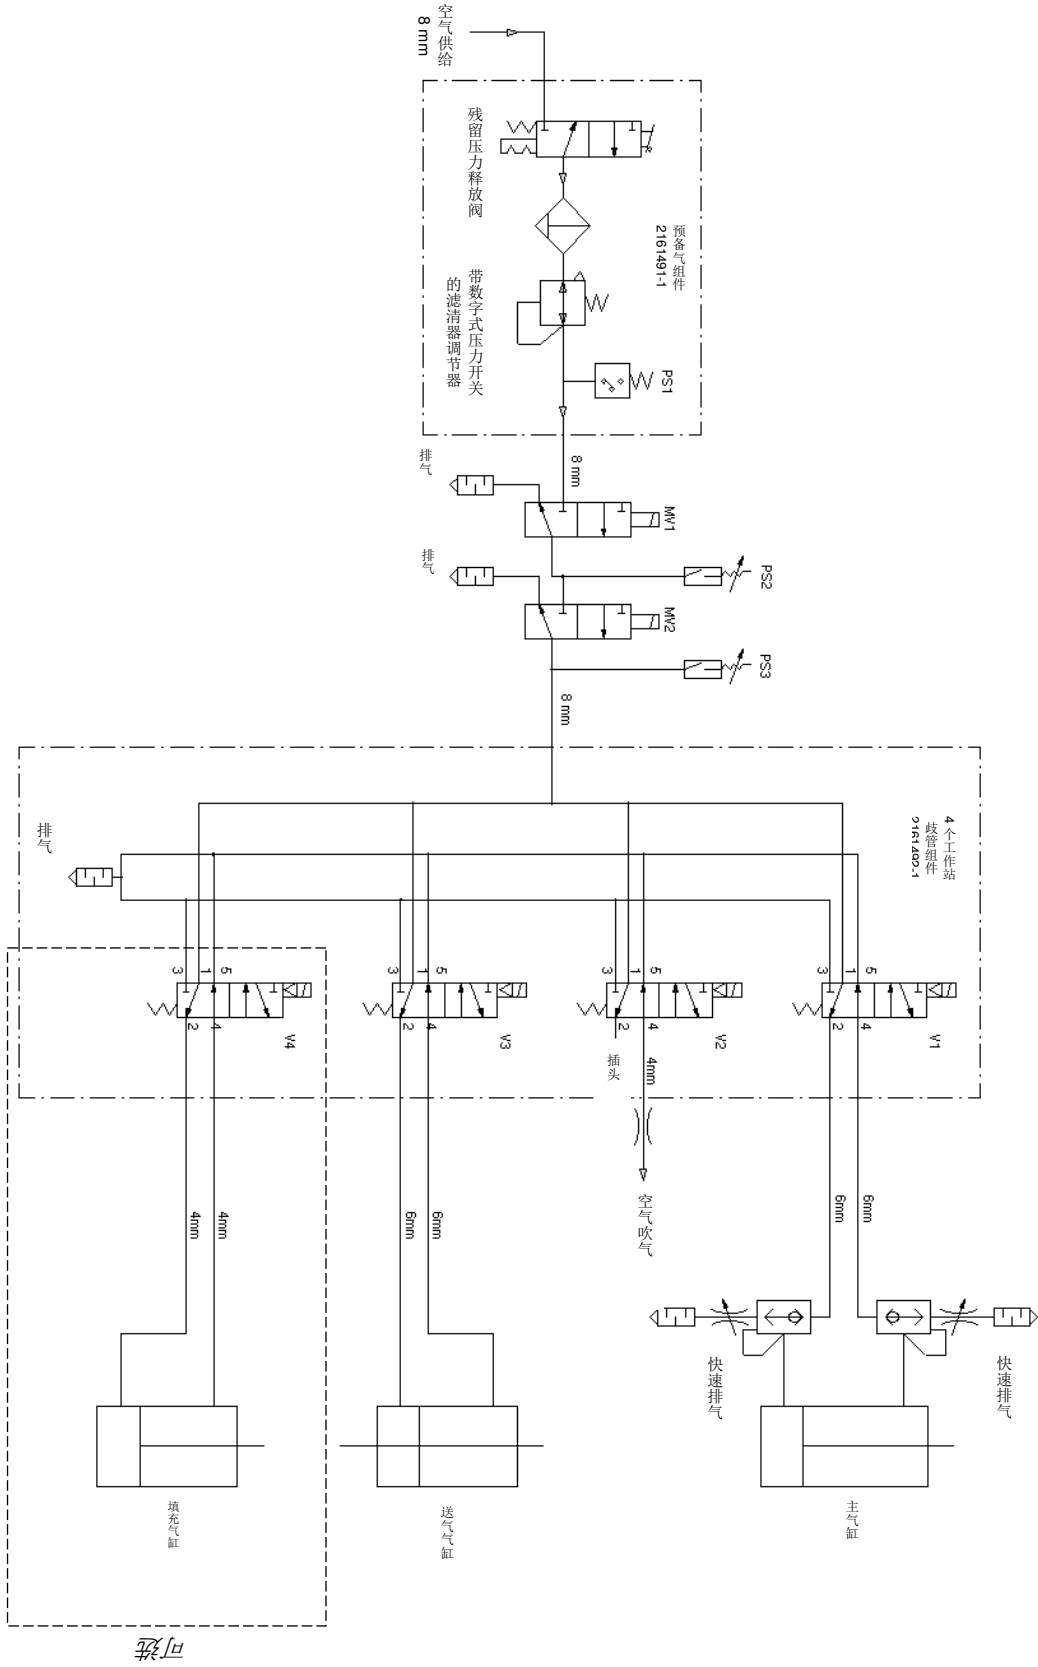 空气供给
8 mm
残留压力释放阀
预备气组件
2161491-1
带数字式压力开关
的滤清器调节器
PS1
8 mm
排气
MV1
排气
PS2
MV2
PS3
8 mm
4 个工作站
歧管组件
2161492-1
排气
3
1
5
2
4
V4
3
1
5
2
4
V3
3
1
5
2
4
V2
3
1
5
2
4
V1
插头
4mm
空气吹气
4mm
4mm
6mm
6mm
6mm
6mm
快速排气
快速排气
填充气缸
送气气缸
主气缸
可选